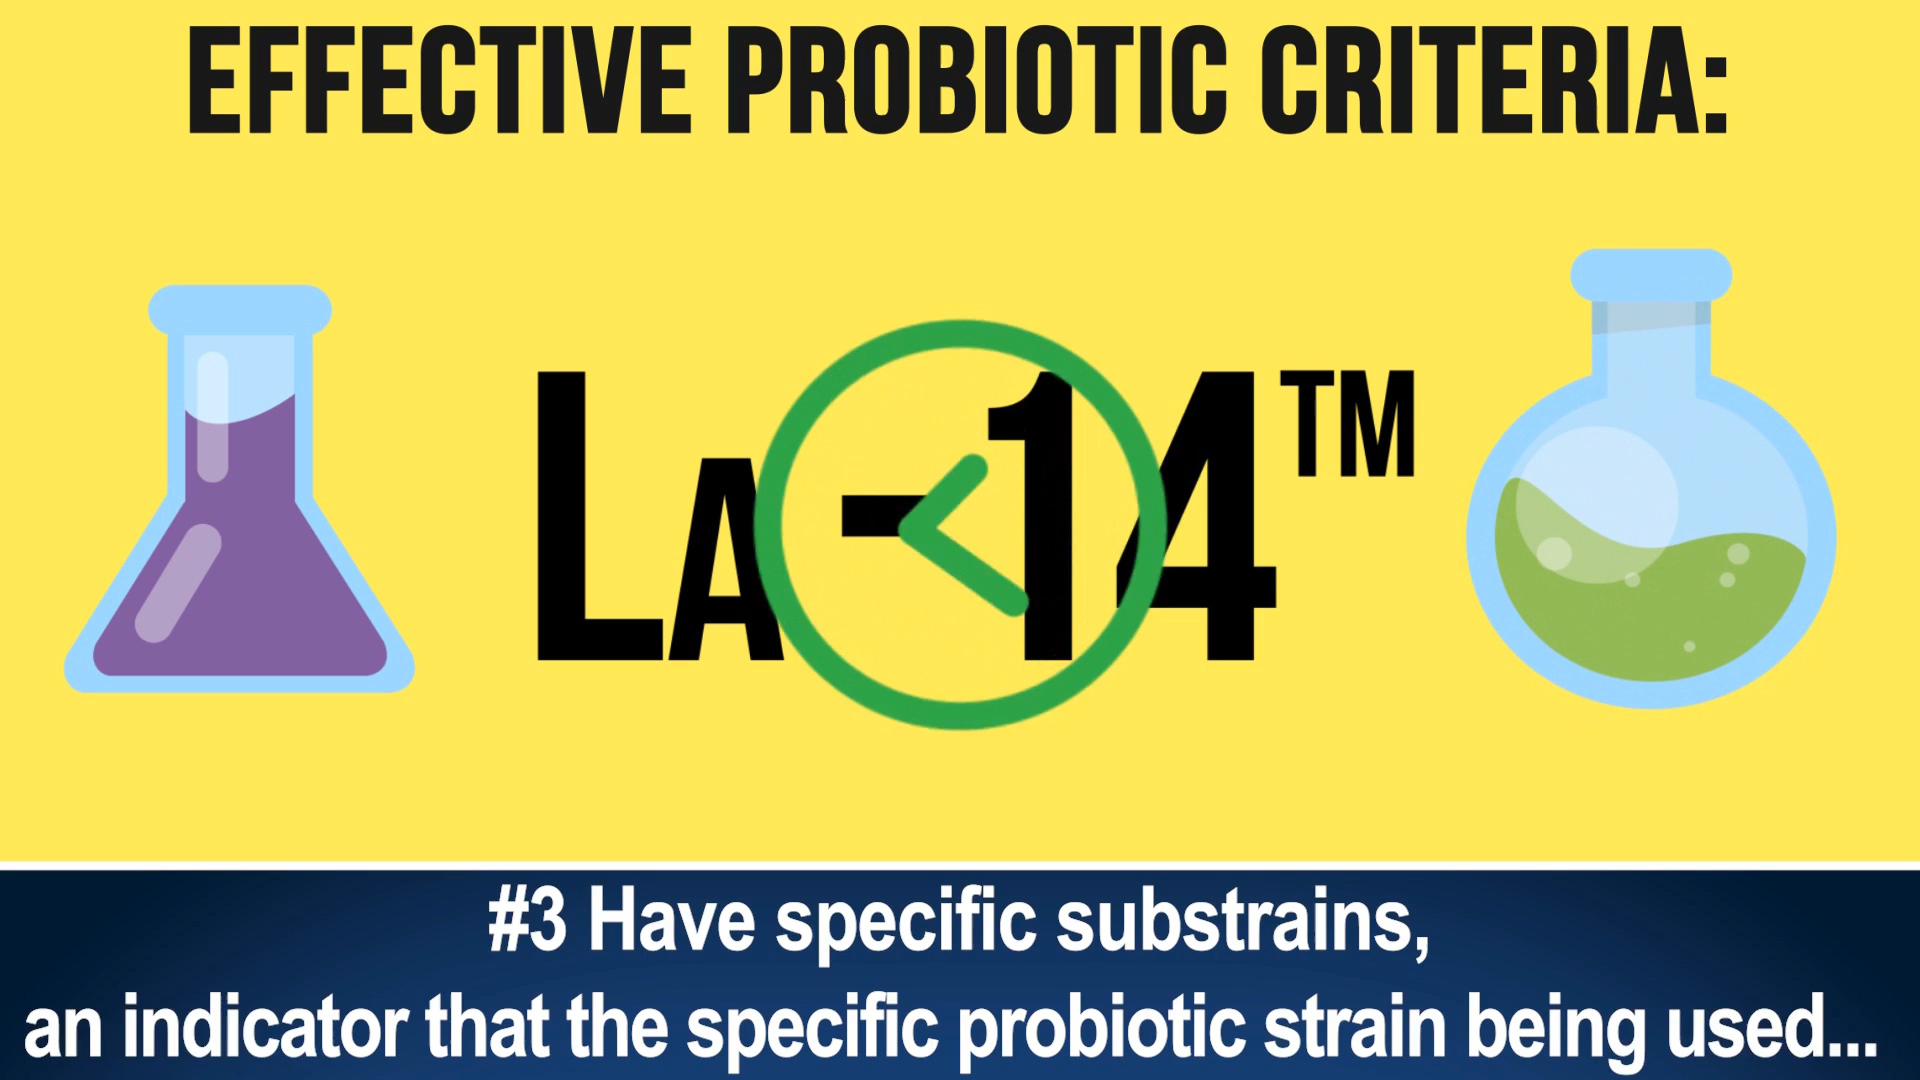 EFFECTIVE PROBIOTIC CRITERIA:
LA -14™
#3 Have specific substrains,
an indicator that the specific probiotic strain being used...